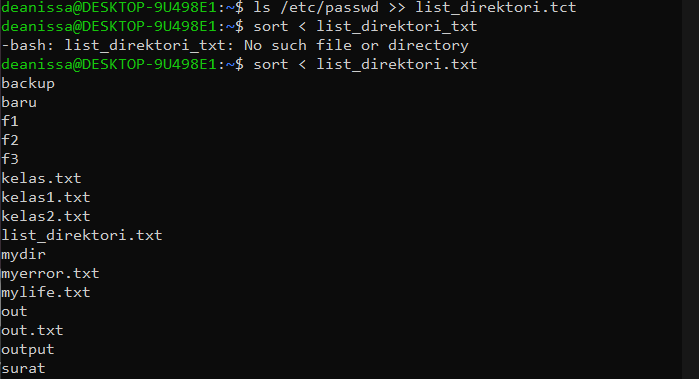 deanissa@DESKTOP-9U498E1:~$ ls /etc/passwd >> list_direktori.tct
deanissa@DESKTOP-9U498E1:~$ sort < list_direktori_txt
-bash: list_direktori_txt: No such file or directory
deanissa@DESKTOP-9U498E1:~$ sort < list_direktori.txt
backup
baru
f1
f2
f3
kelas.txt
kelas1.txt
kelas2.txt
list_direktori.txt
mydir
myerror.txt
mylife.txt
out
out.txt
output
surat